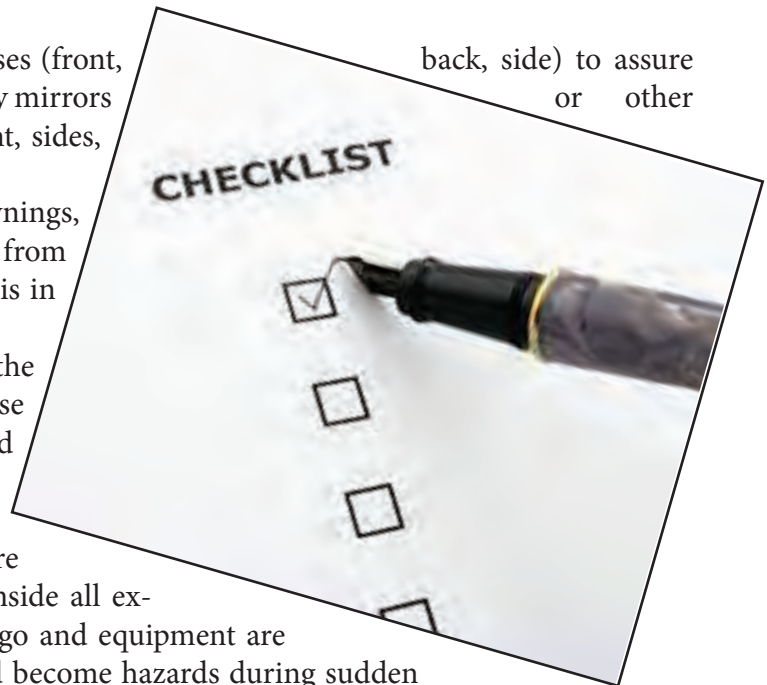 ses (front, back, side) to assure
y mirrors or other
nt, sides,
CHECKLIST
nings,
from
is in
the
se
d
re
nside all ex-
go and equipment are
d become hazards during sudden